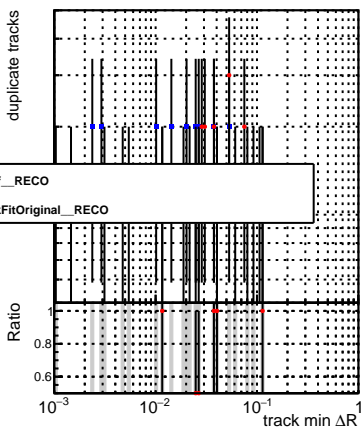 duplicate tracks
__RECO
FitOriginal__RECO
Ratio
1
0.8
0.6
10−3
10−2
10−1
1
track min ΔR